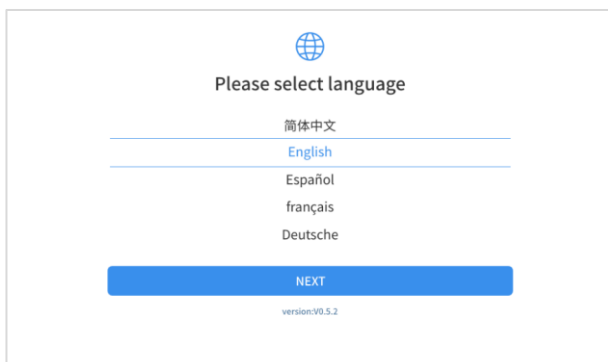 Please select language
简体中文
English
Español
français
Deutsche
NEXT
version:V0.5.2